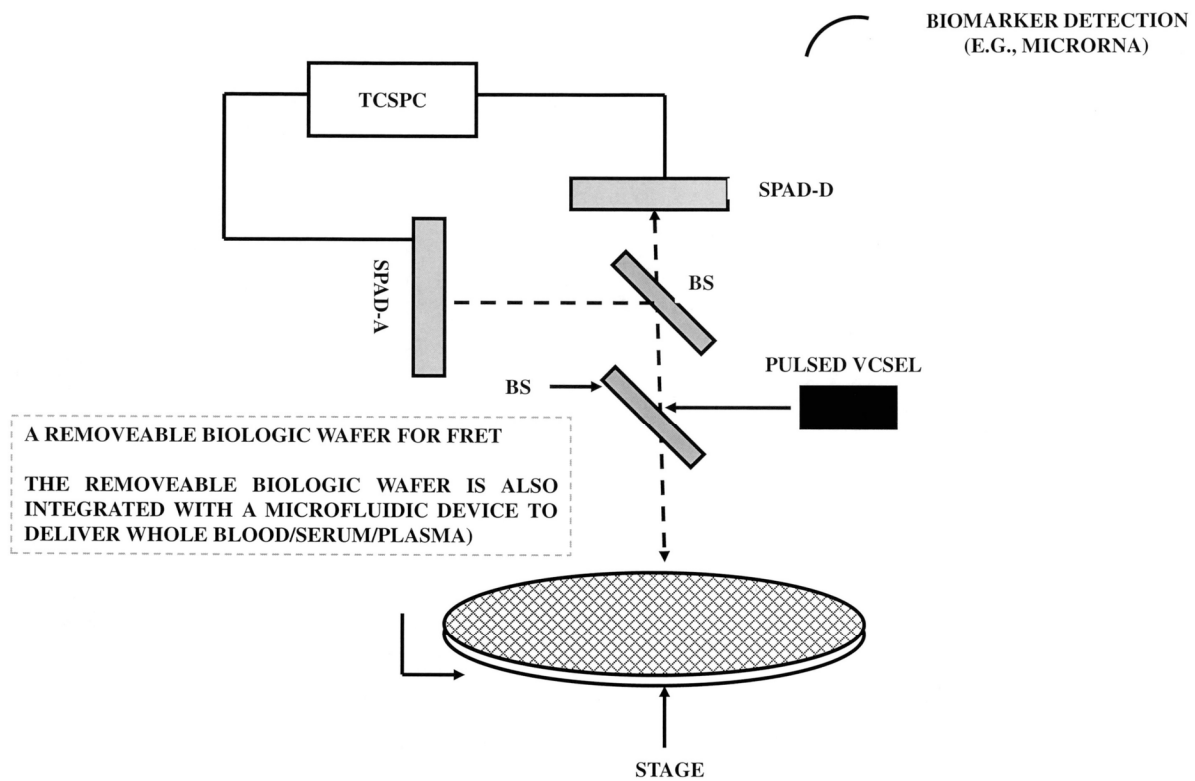 BIOMARKER DETECTION
(E.G., MICRORNA)
TCSPC
SPAD-D
SPAD-A
BS
PULSED VCSEL
BS
A REMOVEABLE BIOLOGIC WAFER FOR FRET
THE REMOVEABLE BIOLOGIC WAFER IS ALSO
INTEGRATED WITH A MICROFLUIDIC DEVICE TO
DELIVER WHOLE BLOOD/SERUM/PLASMA)
STAGE